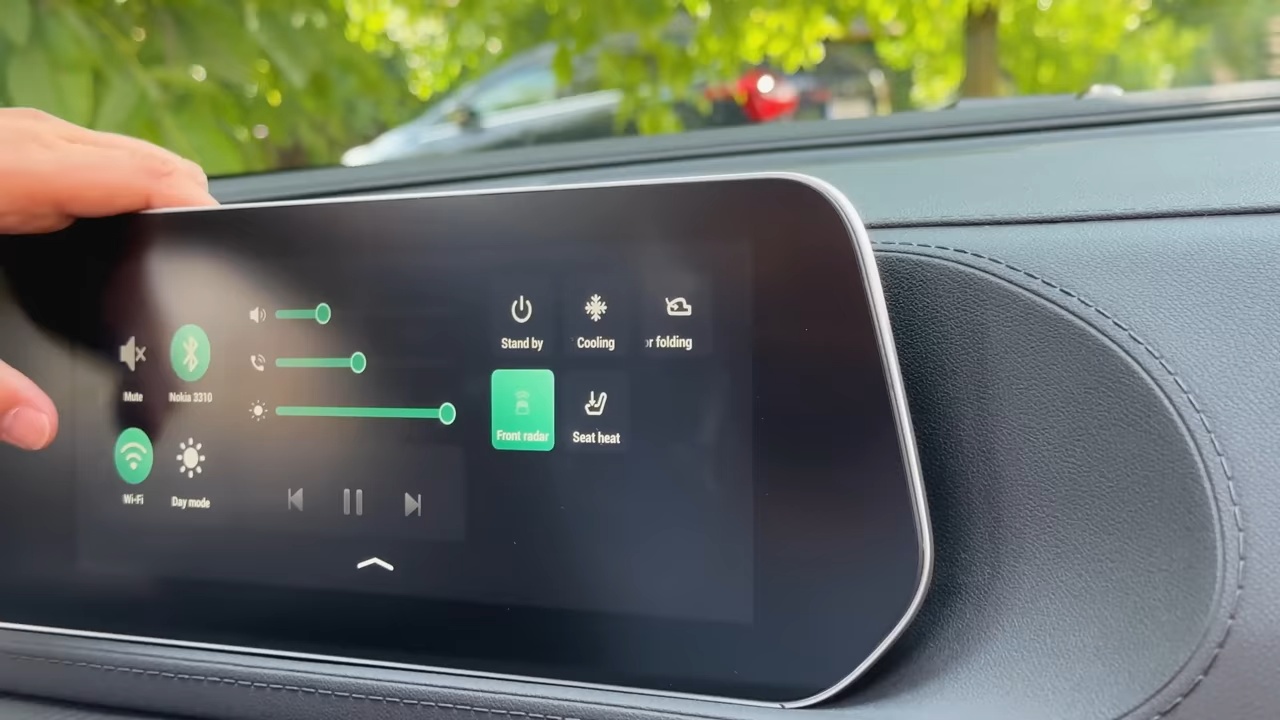 Mute
Nokia 3310
Wi-Fi
Day mode
Stand by
Cooling
r folding
Front radar
Seat heat